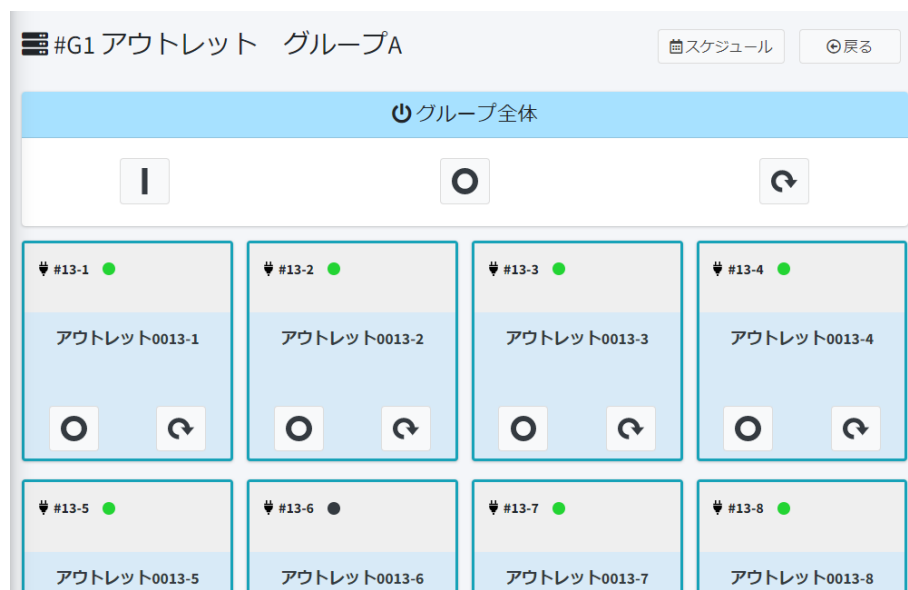 #G1 アウトレット　グループA
スケジュール
戻る
グループ全体
#13-1
#13-2
#13-3
#13-4
アウトレット0013-1
アウトレット0013-2
アウトレット0013-3
アウトレット0013-4
#13-5
#13-6
#13-7
#13-8
アウトレット0013-5
アウトレット0013-6
アウトレット0013-7
アウトレット0013-8